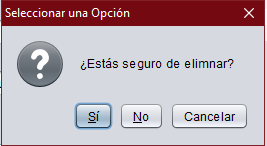 Seleccionar una Opción
¿Estás seguro de elimnar?
Sí No Cancelar